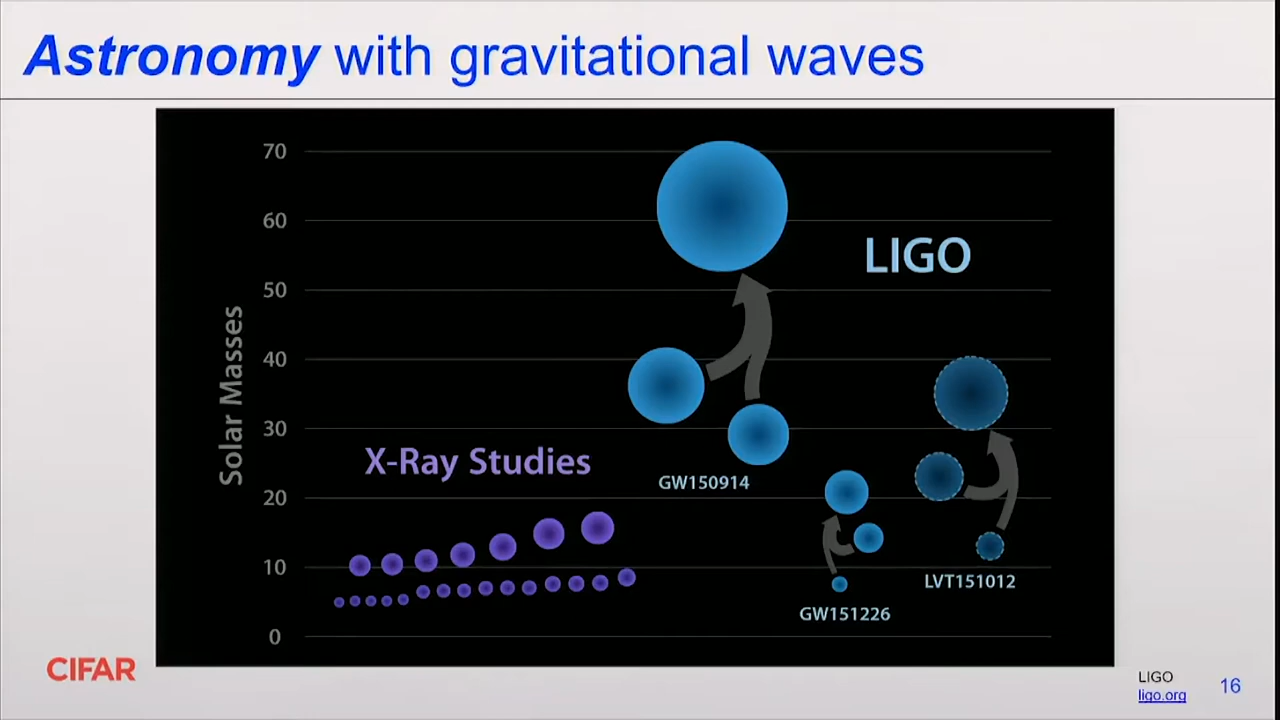 Astronomy with gravitational waves
70
60
50
40
30
20
10
0
Solar Masses
LIGO
X-Ray Studies
GW150914
GW151226
LVT151012
CIFAR
LIGO
ligo.org
16